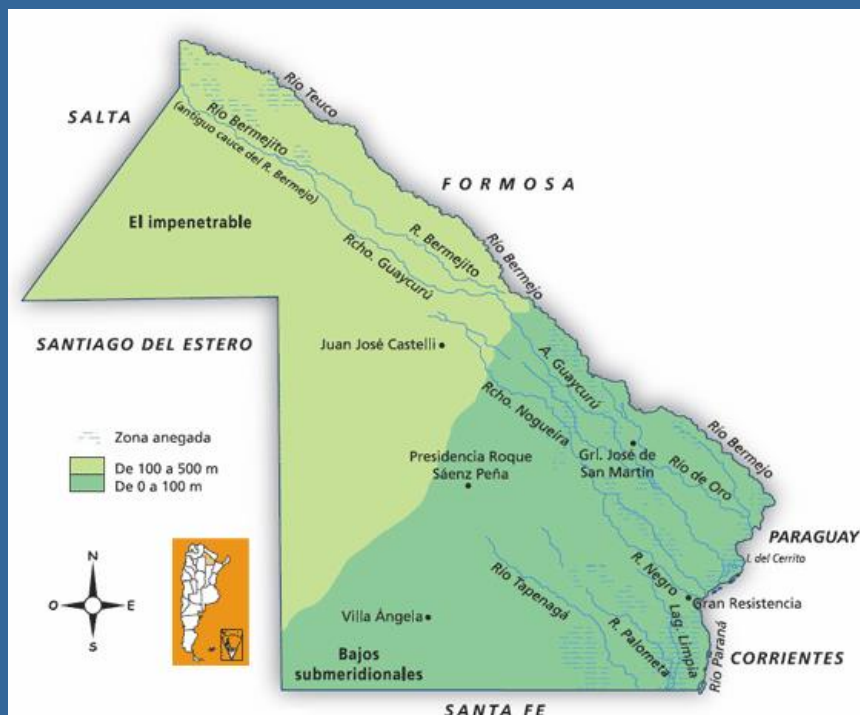 Río Teuco
SALTA
Río Bermejito
(antiguo cauce del R. Bermejo)
FORMOSA
El impenetrable
R. Bermejito
Río Bermejo
Rcho. Guaycurú
SANTIAGO DEL ESTERO
Juan José Castelli
A. Guaycurú
Rcho. Nogueira
Zona anegada
De 100 a 500 m
De 0 a 100 m
Presidencia Roque
Sáenz Peña
Grl. José de
San Martín
Río Bermejo
Río de Oro
PARAGUAY
I. del Cerrito
N
O
E
S
R. Negro
Gran Resistencia
Río Tapenagá
Villa Ángela
R. Palometa
Lag. Limpia
Río Paraná
CORRIENTES
Bajos
submeridionales
SANTA FE